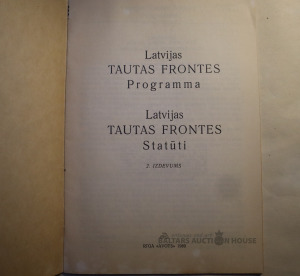 Latvijas
TAUTAS FRONTES
Programma
Latvijas
TAUTAS FRONTES
Statūti
2. IZDEVUMS
BALTARS AUCTION HOUSE